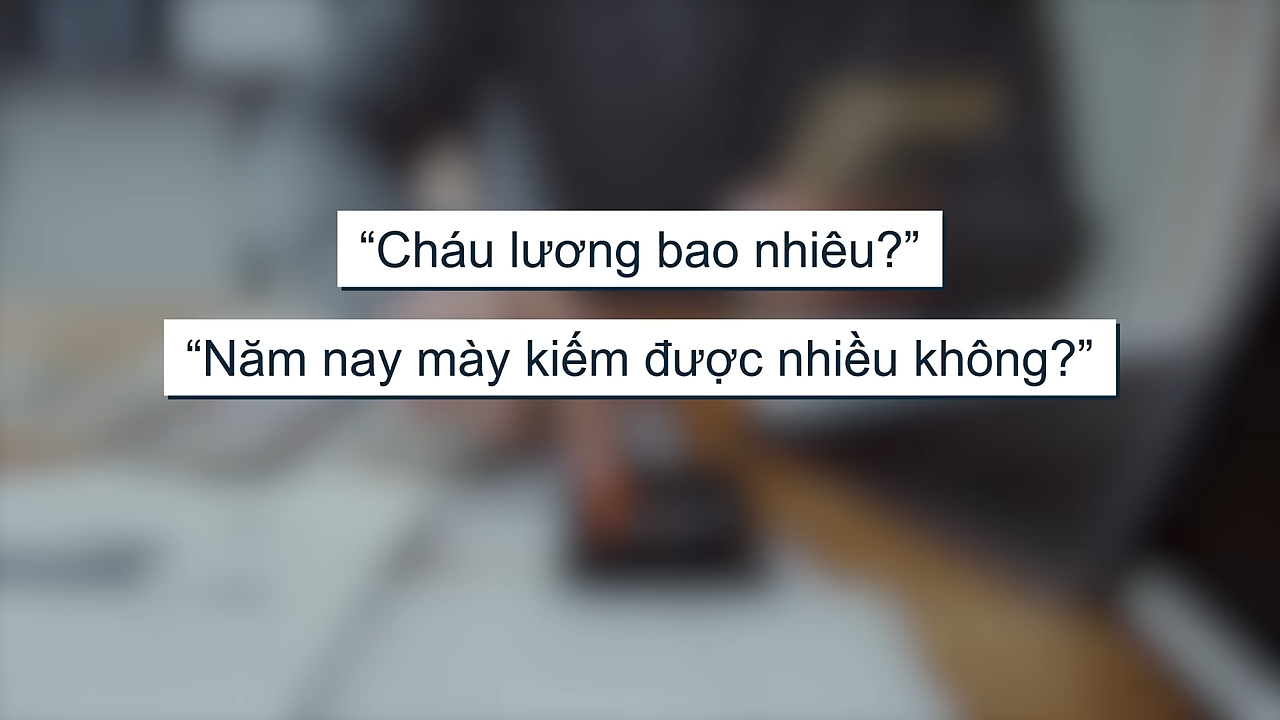 “Cháu lương bao nhiêu?”
“Năm nay mày kiếm được nhiều không?”